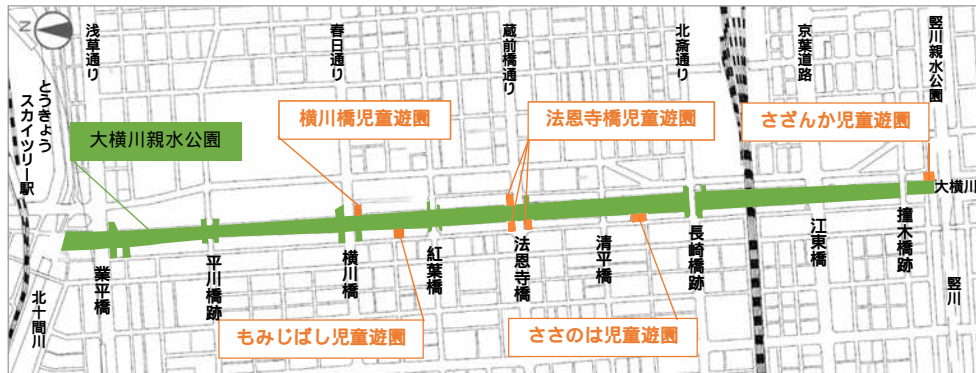 N
浅草通り
春日通り
蔵前橋通り
北斎通り
京葉道路
竪川親水公園
とうきょう
スカイツリー駅
大横川親水公園
横川橋児童遊園
法恩寺橋児童遊園
さざんか児童遊園
大横川
業平橋
平川橋跡
横川橋
紅葉橋
法恩寺橋
清平橋
長崎橋跡
江東橋
撞木橋跡
北十間川
竪川
もみじばし児童遊園
ささのは児童遊園